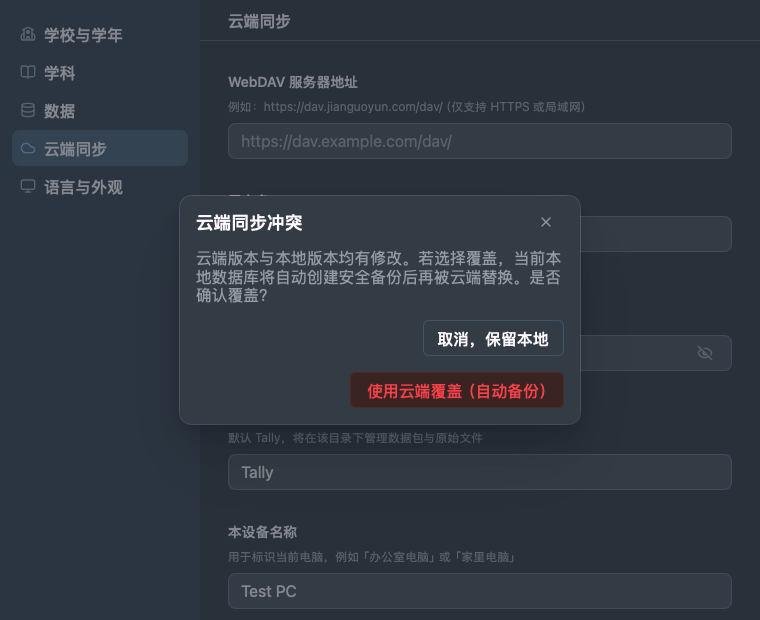 云端同步
学校与学年
学科
数据
云端同步
语言与外观
WebDAV 服务器地址
例如：https://dav.jianguoyun.com/dav/ (仅支持 HTTPS 或局域网)
https://dav.example.com/dav/
云端同步冲突
云端版本与本地版本均有修改。若选择覆盖，当前本
地数据库将自动创建安全备份后再被云端替换。是否
确认覆盖？
取消，保留本地
使用云端覆盖（自动备份）
默认 Tally，将在该目录下管理数据包与原始文件
Tally
本设备名称
用于标识当前电脑，例如「办公室电脑」或「家里电脑」
Test PC